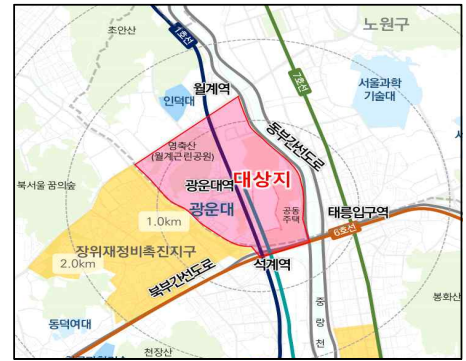 초안산
1호선
노원구
7호선
서울과학
기술대
월계역
인덕대
동부간선도로
영축산
(월계근린공원)
북서울 꿈의숲
광운대역
대상지
광운대
공동
주택
태릉입구역
1.0km
6호선
장위재정비촉진지구
2.0km
석계역
북부간선도로
중
랑
천
봉화산
동덕여대
천장산